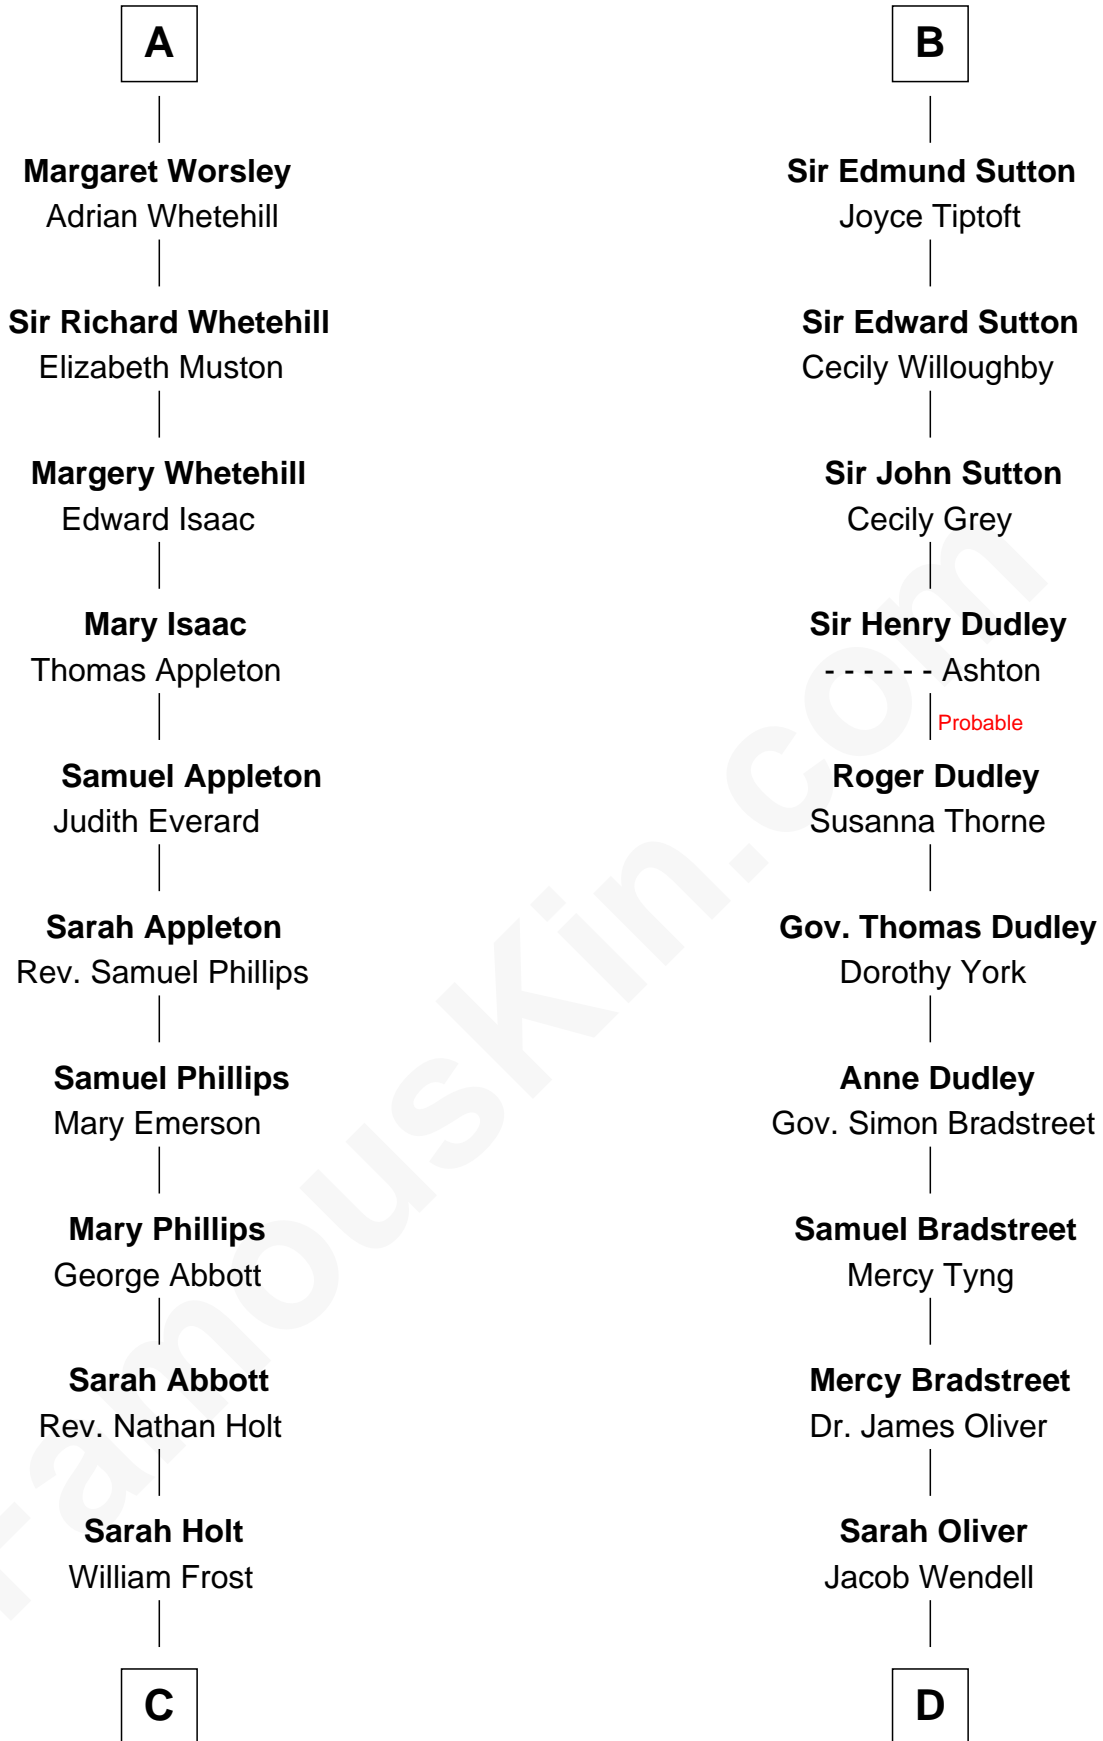 A
Margaret Worsley
Adrian Whetehill
Sir Richard Whetehill
Elizabeth Muston
Margery Whetehill
Edward Isaac
Mary Isaac
Thomas Appleton
Samuel Appleton
Judith Everard
Sarah Appleton
Rev. Samuel Phillips
Samuel Phillips
Mary Emerson
Mary Phillips
George Abbott
Sarah Abbott
Rev. Nathan Holt
Sarah Holt
William Frost
C
B
Sir Edmund Sutton
Joyce Tiptoft
Sir Edward Sutton
Cecily Willoughby
Sir John Sutton
Cecily Grey
Sir Henry Dudley
- - - - - - Ashton
Probable
Roger Dudley
Susanna Thorne
Gov. Thomas Dudley
Dorothy York
Anne Dudley
Gov. Simon Bradstreet
Samuel Bradstreet
Mercy Tyng
Mercy Bradstreet
Dr. James Oliver
Sarah Oliver
Jacob Wendell
D
FamousKin.com